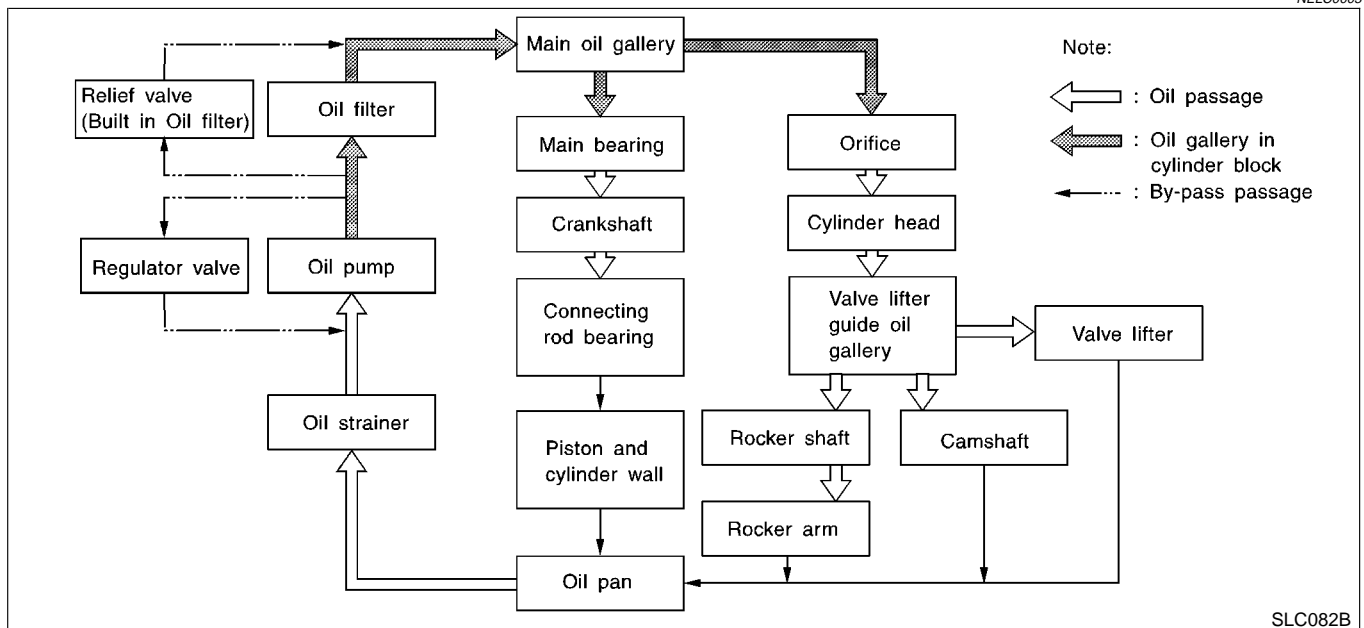 Main oil gallery
Note:
Relief valve
(Built in Oil filter)
Oil filter
: Oil passage
Main bearing
Orifice
: Oil gallery in
cylinder block
: By-pass passage
Crankshaft
Cylinder head
Regulator valve
Oil pump
Connecting
rod bearing
Valve lifter
guide oil
gallery
Valve lifter
Oil strainer
Piston and
cylinder wall
Rocker shaft
Camshaft
Rocker arm
Oil pan
SLC082B